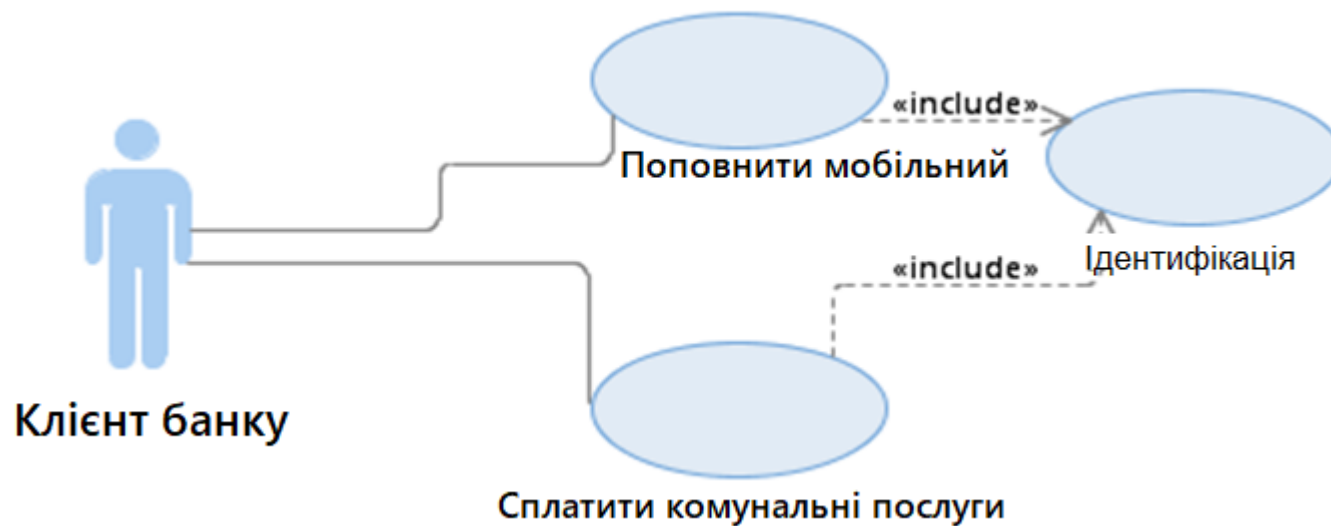 «include»
Поповнити мобільний
«include»
Ідентифікація
Клієнт банку
Сплатити комунальні послуги